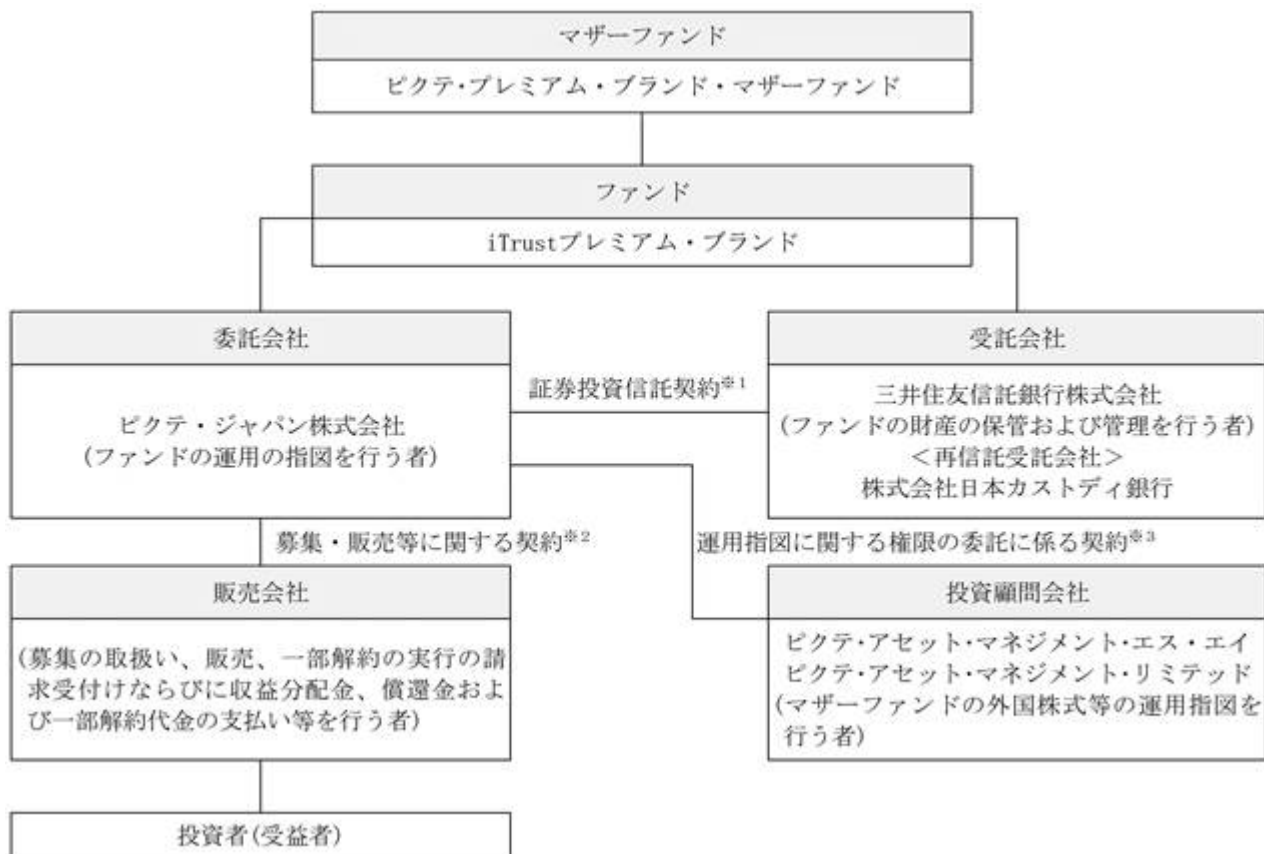 マザーファンド
ピクテ・プレミアム・ブランド・マザーファンド
ファンド
iTrustプレミアム・ブランド
委託会社
ピクテ・ジャパン株式会社
(ファンドの運用の指図を行う者)
証券投資信託契約※1
受託会社
三井住友信託銀行株式会社
(ファンドの財産の保管および管理を行う者)
<再信託受託会社>
株式会社日本カストディ銀行
募集・販売等に関する契約※2
運用指図に関する権限の委託に係る契約※3
販売会社
(募集の取扱い、販売、一部解約の実行の請
求受付けならびに収益分配金、償還金およ
び一部解約代金の支払い等を行う者)
投資顧問会社
ピクテ・アセット・マネジメント・エス・エイ
ピクテ・アセット・マネジメント・リミテッド
(マザーファンドの外国株式等の運用指図を
行う者)
投資者(受益者)